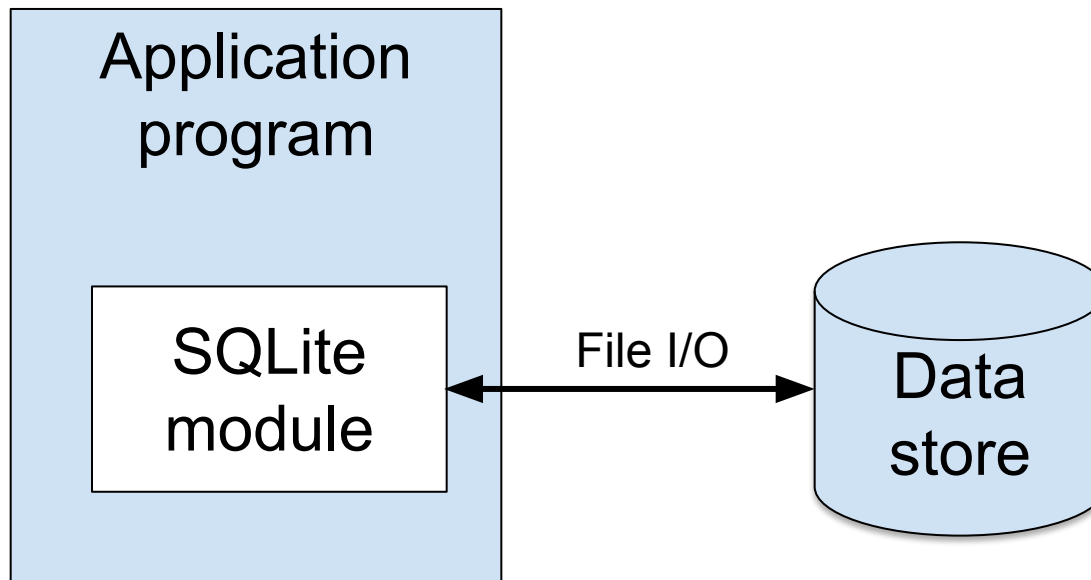 Application
program
SQLite
module
File I/O
Data
store